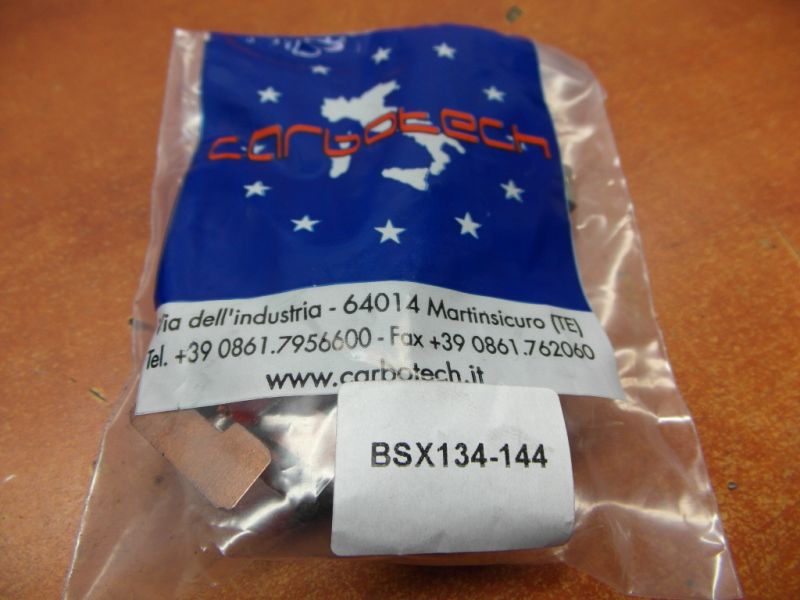 carbotech
Via dell'industria - 64014 Martinsicuro (TE)
Tel. +39 0861.7956600 - Fax +39 0861.762060
www.carbotech.it
BSX134-144